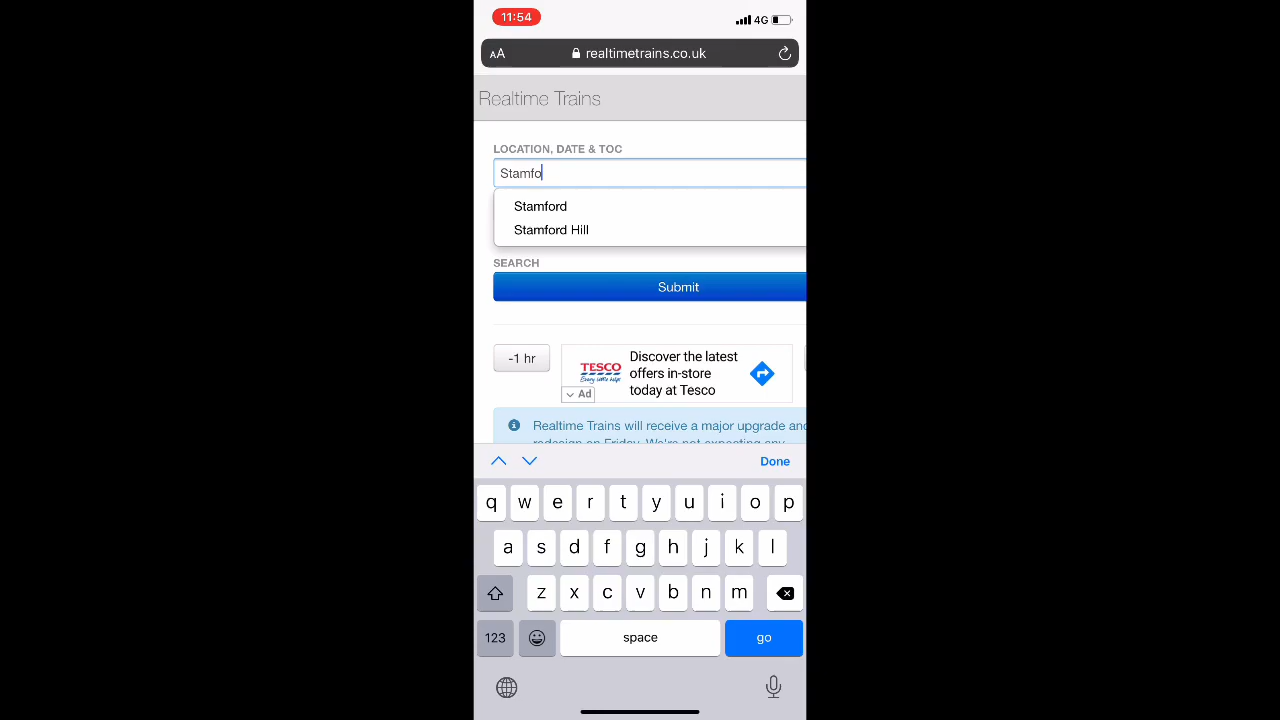 11:54
4G
AA
realtimetrains.co.uk
Realtime Trains
LOCATION, DATE & TOC
Stamfo
Stamford
Stamford Hill
SEARCH
Submit
-1 hr
TESCO
Every little helps
Discover the latest
offers in-store
today at Tesco
Ad
Realtime Trains will receive a major upgrade and
redesign on Friday. We're not expecting any
Done
q w e r t y u i o p
a s d f g h j k l
z x c v b n m
123
space
go